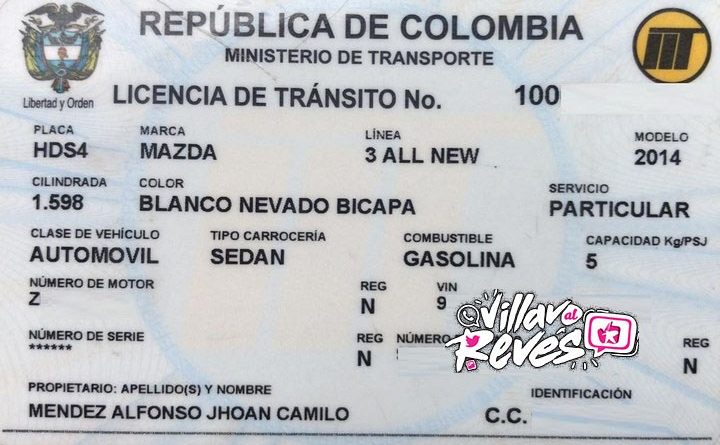 REPÚBLICA DE COLOMBIA
MINISTERIO DE TRANSPORTE
Libertad y Orden
LICENCIA DE TRÁNSITO No. 100
PLACA MARCA LÍNEA MODELO
HDS4 MAZDA 3 ALL NEW 2014
CILINDRADA COLOR SERVICIO
1.598 BLANCO NEVADO BICAPA PARTICULAR
CLASE DE VEHÍCULO TIPO CARROCERÍA COMBUSTIBLE CAPACIDAD Kg/PSJ
AUTOMOVIL SEDAN GASOLINA 5
NÚMERO DE MOTOR REG VIN
Z N 9
@Villavo al Reves
NÚMERO DE SERIE REG NÚMERO REG
****** N N
PROPIETARIO: APELLIDO(S) Y NOMBRE IDENTIFICACIÓN
MENDEZ ALFONSO JHOAN CAMILO C.C.